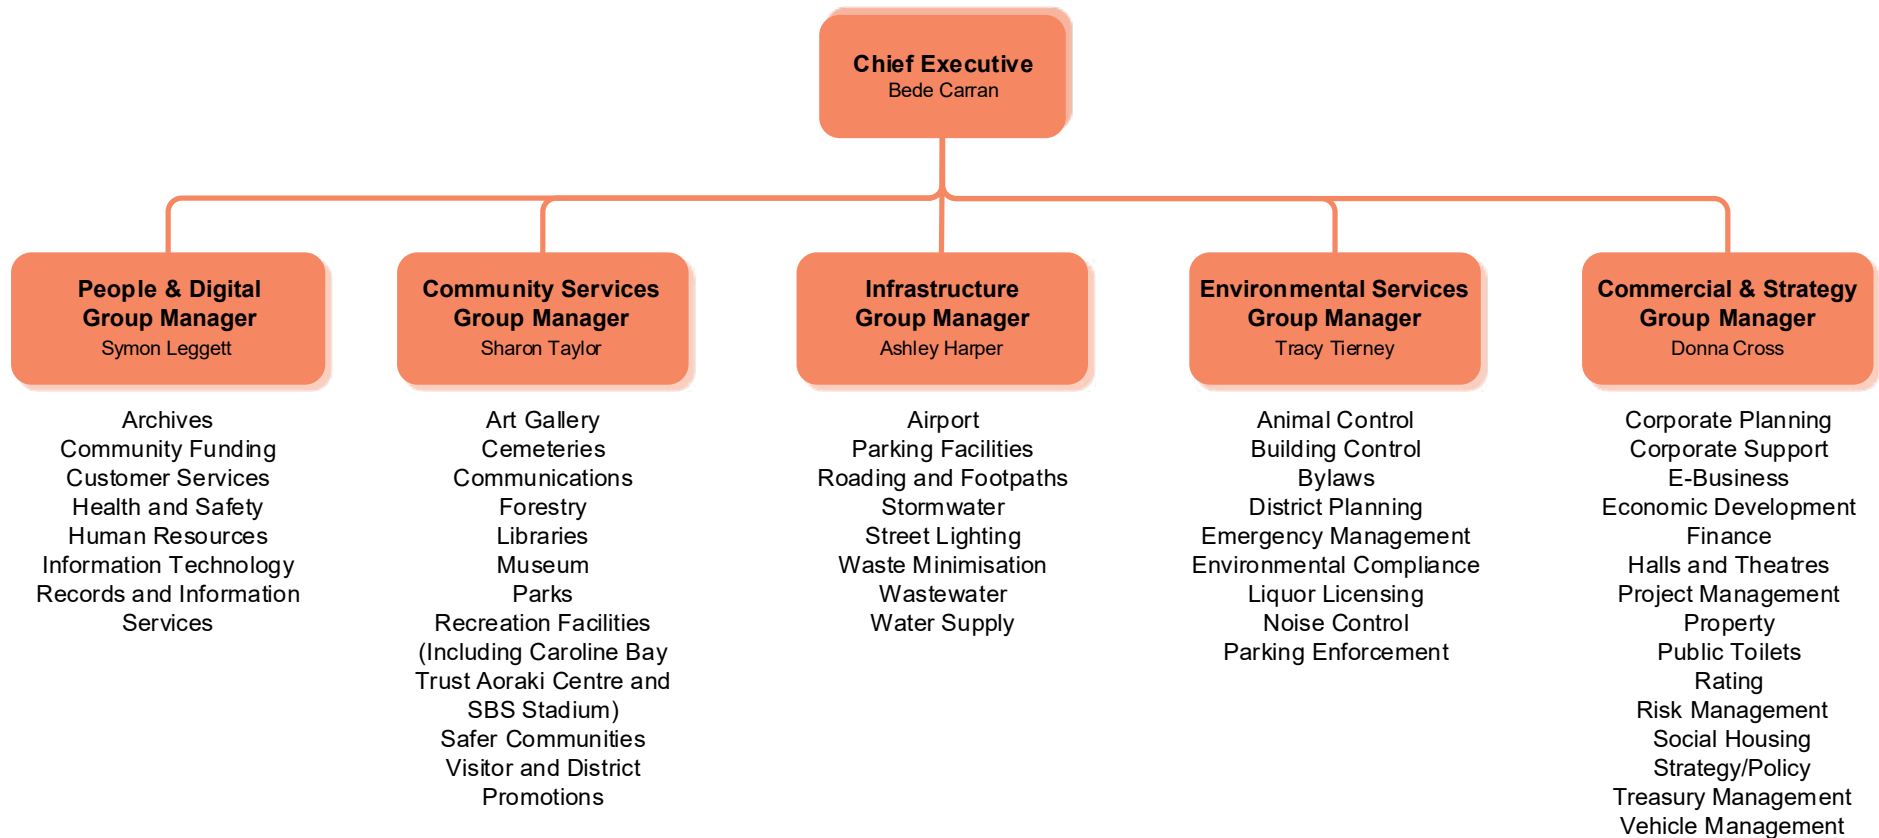 Chief Executive
Bede Carran
People & Digital
Group Manager
Symon Leggett
Archives
Community Funding
Customer Services
Health and Safety
Human Resources
Information Technology
Records and Information
Services
Community Services
Group Manager
Sharon Taylor
Art Gallery
Cemeteries
Communications
Forestry
Libraries
Museum
Parks
Recreation Facilities
(Including Caroline Bay
Trust Aoraki Centre and
SBS Stadium)
Safer Communities
Visitor and District
Promotions
Infrastructure
Group Manager
Ashley Harper
Airport
Parking Facilities
Roading and Footpaths
Stormwater
Street Lighting
Waste Minimisation
Wastewater
Water Supply
Environmental Services
Group Manager
Tracy Tierney
Animal Control
Building Control
Bylaws
District Planning
Emergency Management
Environmental Compliance
Liquor Licensing
Noise Control
Parking Enforcement
Commercial & Strategy
Group Manager
Donna Cross
Corporate Planning
Corporate Support
E-Business
Economic Development
Finance
Halls and Theatres
Project Management
Property
Public Toilets
Rating
Risk Management
Social Housing
Strategy/Policy
Treasury Management
Vehicle Management